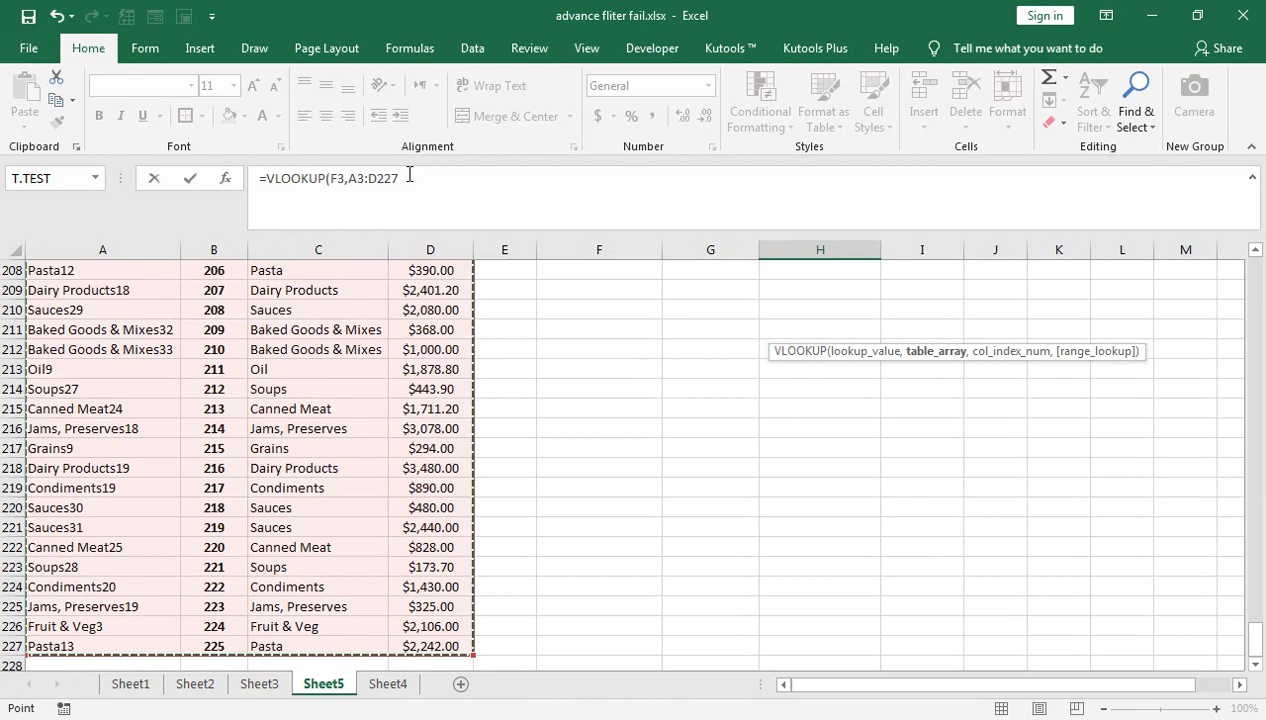 advance fliter fail.xlsx - Excel
Sign in
File Home Form Insert Draw Page Layout Formulas Data Review View Developer Kutools ™ Kutools Plus Help Tell me what you want to do Share
Paste
Clipboard
11
B I U A A A
Font
Wrap Text
Merge & Center
Alignment
General
$ % ,
Number
Conditional Formatting
Format as Table
Cell Styles
Styles
Insert Delete Format
Cells
Sort & Filter
Find & Select
Editing
Camera
New Group
T.TEST fx =VLOOKUP(F3,A3:D227
A B C D E F G H I J K L M
208 Pasta12 206 Pasta $390.00
209 Dairy Products18 207 Dairy Products $2,401.20
210 Sauces29 208 Sauces $2,080.00
211 Baked Goods & Mixes32 209 Baked Goods & Mixes $368.00
212 Baked Goods & Mixes33 210 Baked Goods & Mixes $1,000.00
VLOOKUP(lookup_value, table_array, col_index_num, [range_lookup])
213 Oil9 211 Oil $1,878.80
214 Soups27 212 Soups $443.90
215 Canned Meat24 213 Canned Meat $1,711.20
216 Jams, Preserves18 214 Jams, Preserves $3,078.00
217 Grains9 215 Grains $294.00
218 Dairy Products19 216 Dairy Products $3,480.00
219 Condiments19 217 Condiments $890.00
220 Sauces30 218 Sauces $480.00
221 Sauces31 219 Sauces $2,440.00
222 Canned Meat25 220 Canned Meat $828.00
223 Soups28 221 Soups $173.70
224 Condiments20 222 Condiments $1,430.00
225 Jams, Preserves19 223 Jams, Preserves $325.00
226 Fruit & Veg3 224 Fruit & Veg $2,106.00
227 Pasta13 225 Pasta $2,242.00
228
Sheet1 Sheet2 Sheet3 Sheet5 Sheet4
Point 100%